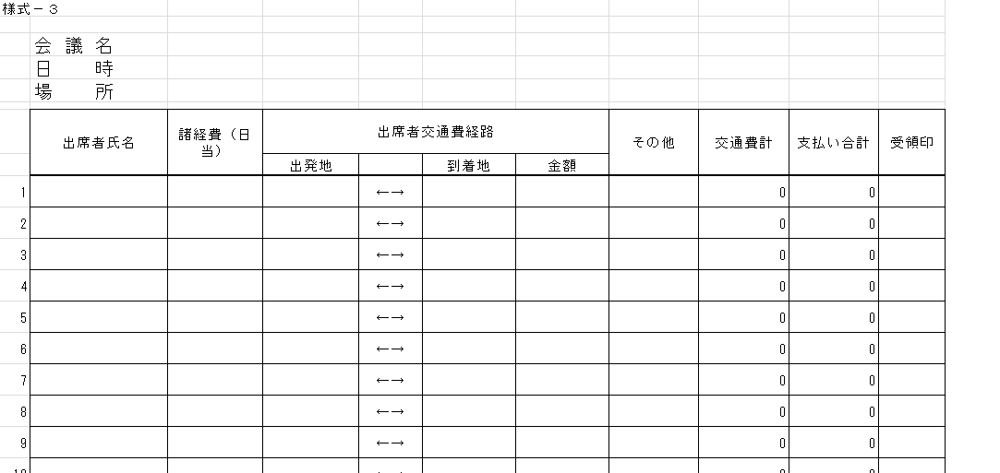 様式－３
会 議 名
日　　時
場　　所
出席者氏名 諸経費（日当） 出席者交通費経路 その他 交通費計 支払い合計 受領印
出発地 到着地 金額
1 ←→ 0 0
2 ←→ 0 0
3 ←→ 0 0
4 ←→ 0 0
5 ←→ 0 0
6 ←→ 0 0
7 ←→ 0 0
8 ←→ 0 0
9 ←→ 0 0